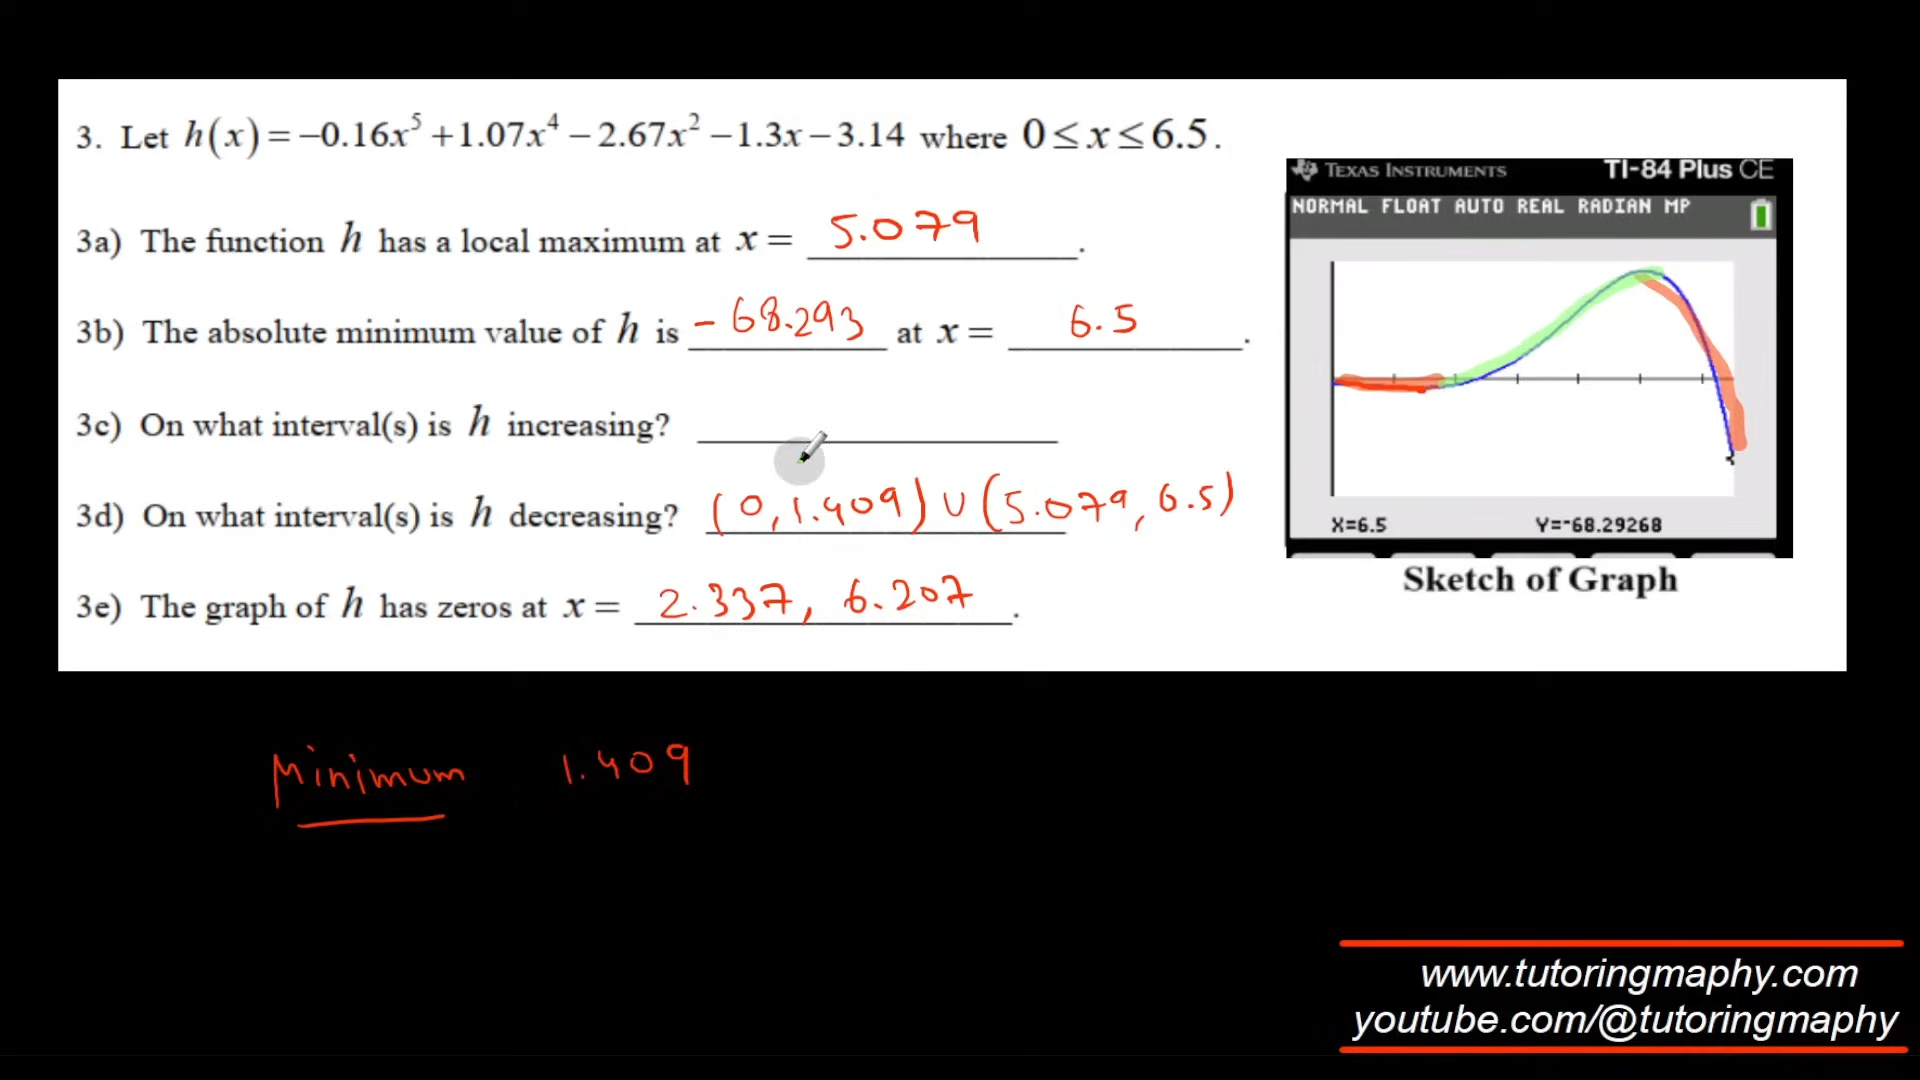 3. Let h(x) = −0.16x⁵ + 1.07x⁴ − 2.67x² − 1.3x − 3.14 where 0 ≤ x ≤ 6.5.
TEXAS INSTRUMENTS TI-84 Plus CE
NORMAL FLOAT AUTO REAL RADIAN MP
3a) The function h has a local maximum at x = 5.079.
3b) The absolute minimum value of h is -68.293 at x = 6.5.
3c) On what interval(s) is h increasing? ____
3d) On what interval(s) is h decreasing? (0, 1.409) ∪ (5.079, 6.5)
X=6.5 Y=-68.29268
Sketch of Graph
3e) The graph of h has zeros at x = 2.337, 6.207.
Minimum 1.409
www.tutoringmaphy.com
youtube.com/@tutoringmaphy